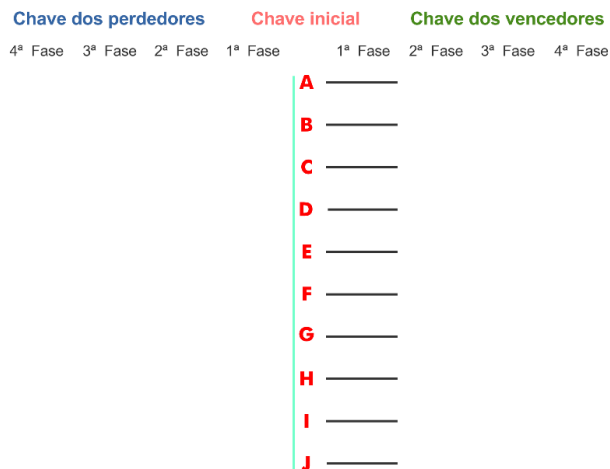 Chave dos perdedores Chave inicial Chave dos vencedores
4ª Fase 3ª Fase 2ª Fase 1ª Fase 1ª Fase 2ª Fase 3ª Fase 4ª Fase
A
B
C
D
E
F
G
H
I
J